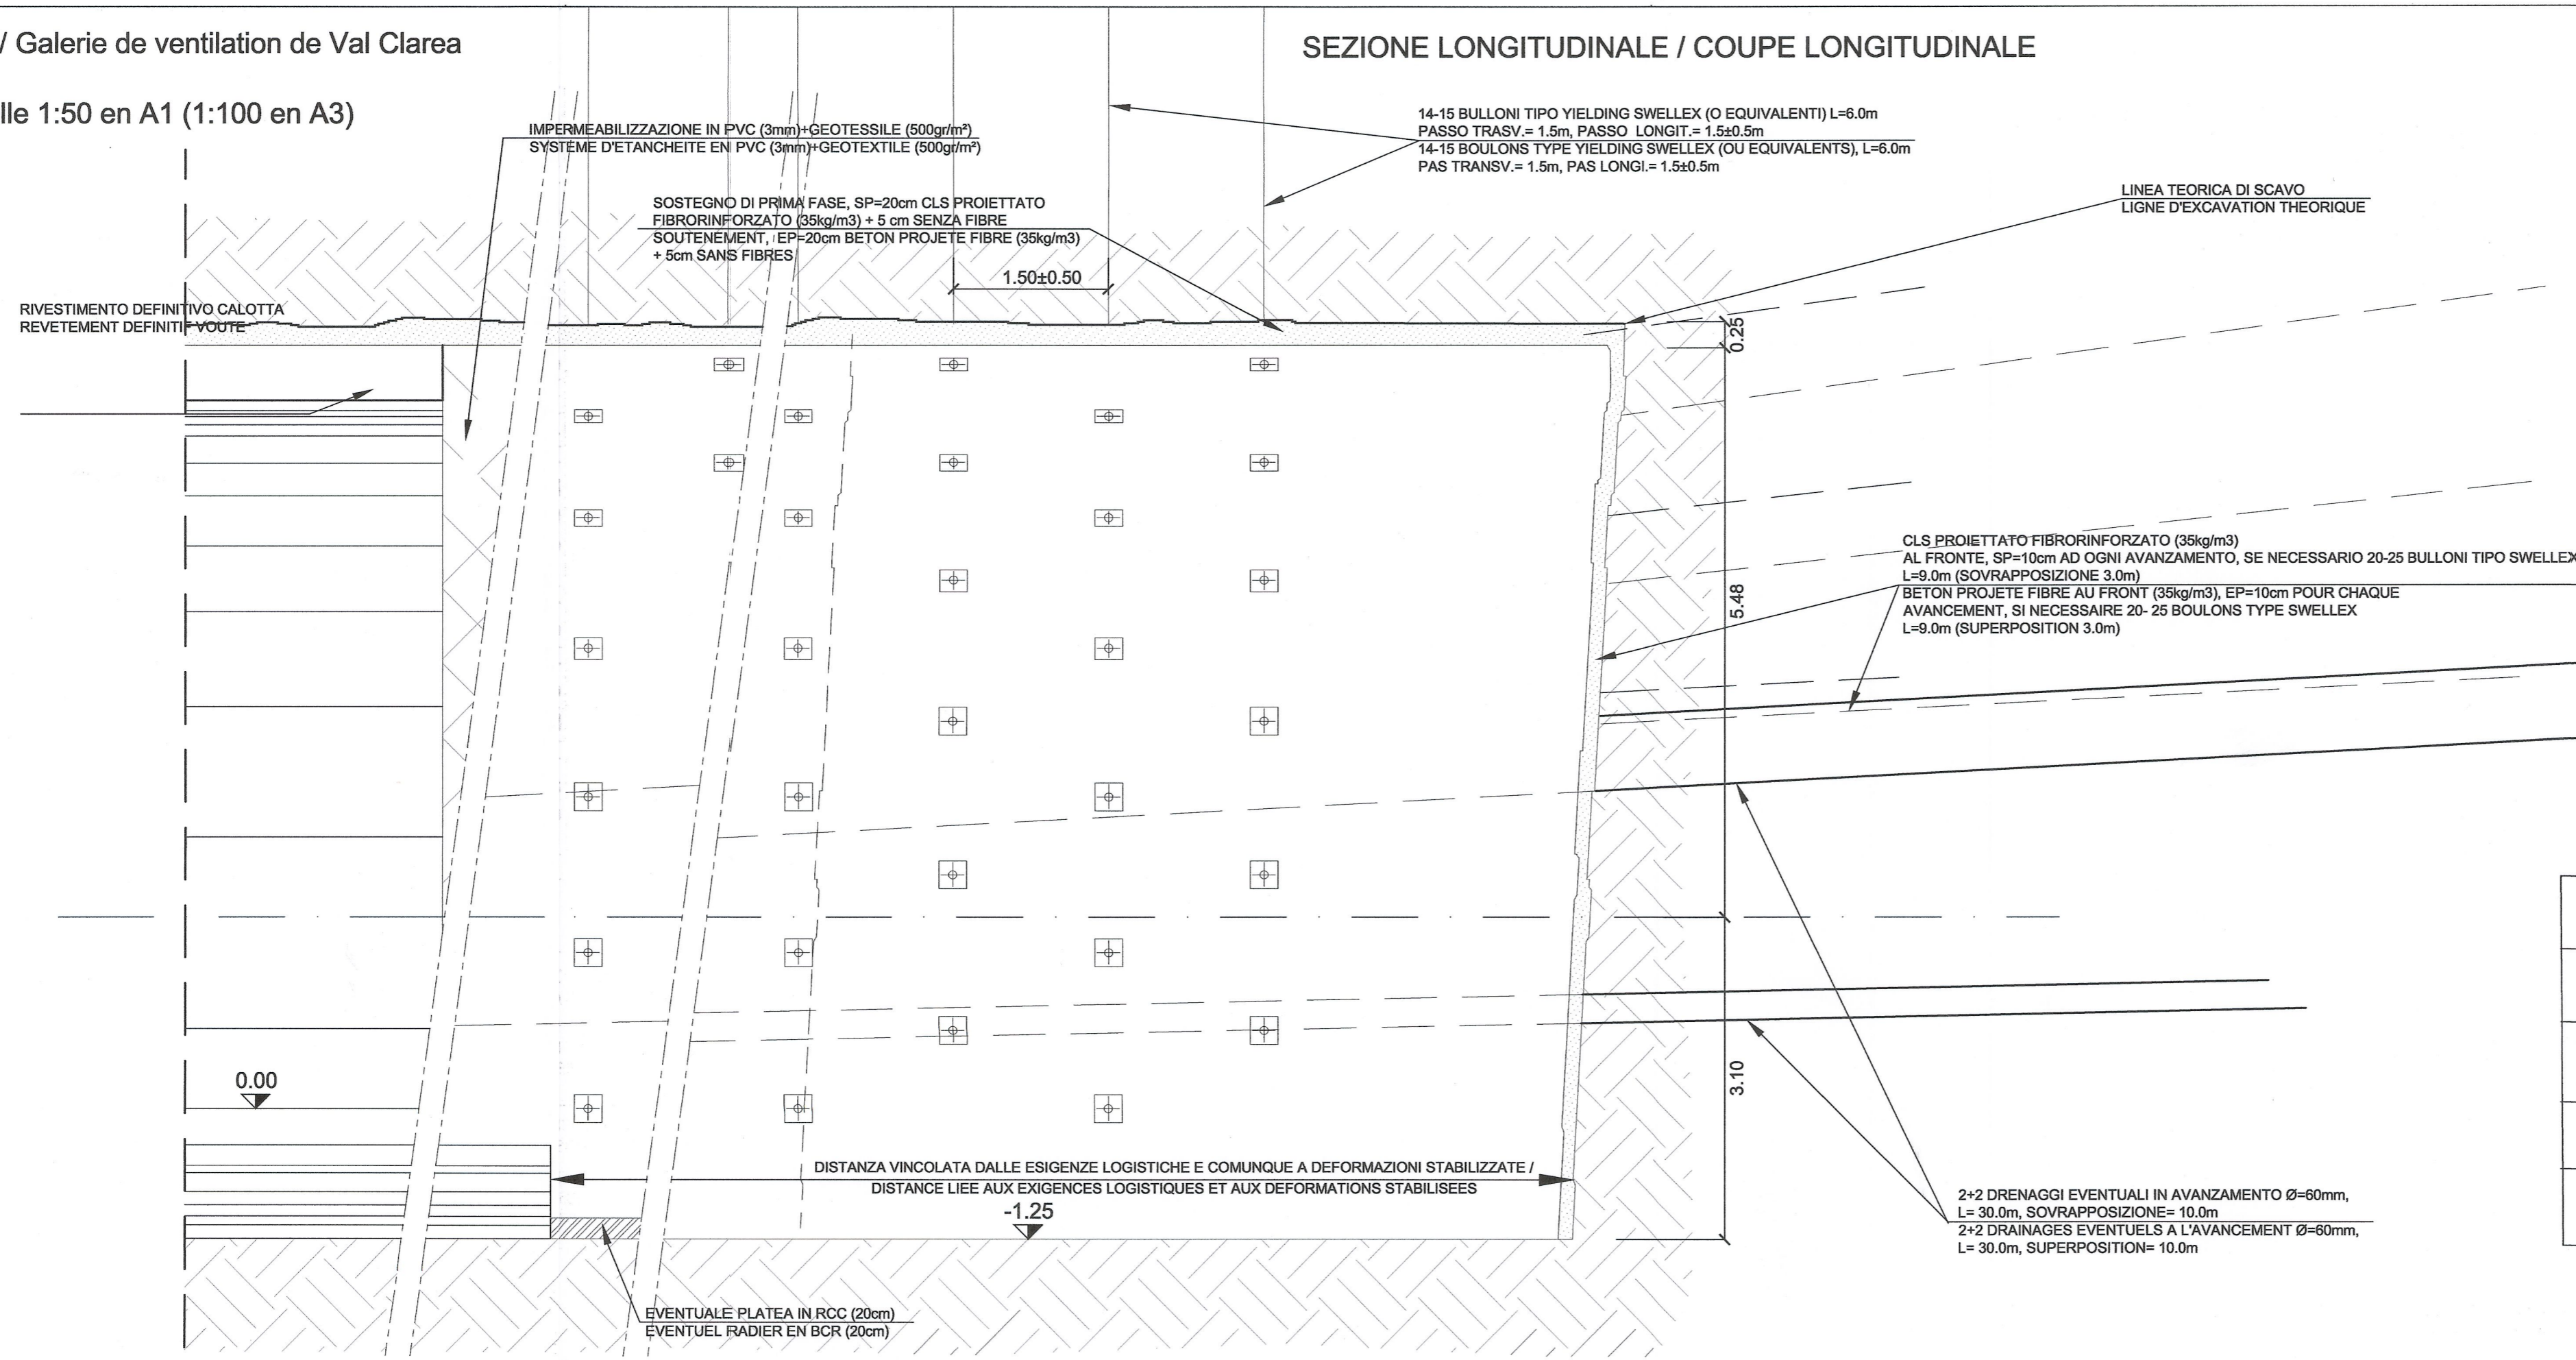 / Galerie de ventilation de Val Clarea
SEZIONE LONGITUDINALE / COUPE LONGITUDINALE
lle 1:50 en A1 (1:100 en A3)
IMPERMEABILIZZAZIONE IN PVC (3mm)+GEOTESSILE (500gr/m²)
SYSTEME D'ETANCHEITE EN PVC (3mm)+GEOTEXTILE (500gr/m²)
14-15 BULLONI TIPO YIELDING SWELLEX (O EQUIVALENTI) L=6.0m
PASSO TRASV.= 1.5m, PASSO LONGIT.= 1.5±0.5m
14-15 BOULONS TYPE YIELDING SWELLEX (OU EQUIVALENTS), L=6.0m
PAS TRANSV.= 1.5m, PAS LONGI.= 1.5±0.5m
SOSTEGNO DI PRIMA FASE, SP=20cm CLS PROIETTATO
FIBRORINFORZATO (35kg/m3) + 5 cm SENZA FIBRE
SOUTENEMENT, EP=20cm BETON PROJETE FIBRE (35kg/m3)
+ 5cm SANS FIBRES
LINEA TEORICA DI SCAVO
LIGNE D'EXCAVATION THEORIQUE
1.50±0.50
RIVESTIMENTO DEFINITIVO CALOTTA
REVETEMENT DEFINITIF VOUTE
0.25
CLS PROIETTATO FIBRORINFORZATO (35kg/m3)
AL FRONTE, SP=10cm AD OGNI AVANZAMENTO, SE NECESSARIO 20-25 BULLONI TIPO SWELLEX
L=9.0m (SOVRAPPOSIZIONE 3.0m)
BETON PROJETE FIBRE AU FRONT (35kg/m3), EP=10cm POUR CHAQUE
AVANCEMENT, SI NECESSAIRE 20- 25 BOULONS TYPE SWELLEX
L=9.0m (SUPERPOSITION 3.0m)
5.48
0.00
3.10
DISTANZA VINCOLATA DALLE ESIGENZE LOGISTICHE E COMUNQUE A DEFORMAZIONI STABILIZZATE /
DISTANCE LIEE AUX EXIGENCES LOGISTIQUES ET AUX DEFORMATIONS STABILISEES
-1.25
2+2 DRENAGGI EVENTUALI IN AVANZAMENTO Ø=60mm,
L= 30.0m, SOVRAPPOSIZIONE= 10.0m
2+2 DRAINAGES EVENTUELS A L'AVANCEMENT Ø=60mm,
L= 30.0m, SUPERPOSITION= 10.0m
EVENTUALE PLATEA IN RCC (20cm)
EVENTUEL RADIER EN BCR (20cm)